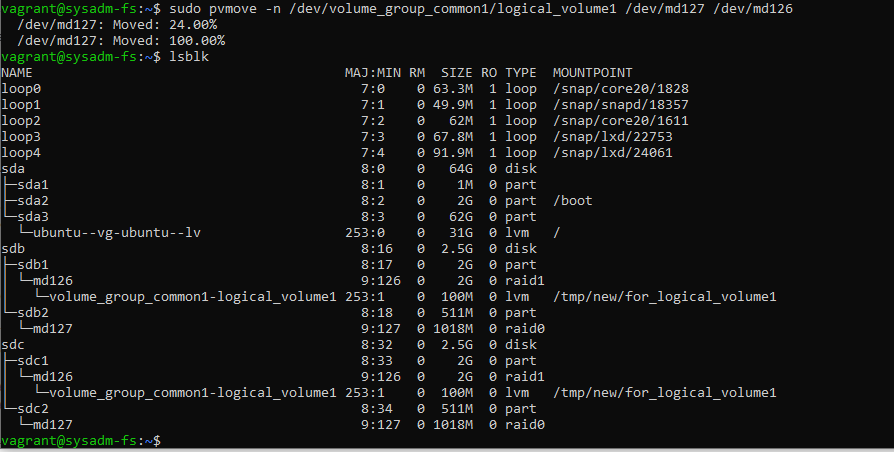 vagrant@sysadm-fs:~$ sudo pvmove -n /dev/volume_group_common1/logical_volume1 /dev/md127 /dev/md126
  /dev/md127: Moved: 24.00%
  /dev/md127: Moved: 100.00%
vagrant@sysadm-fs:~$ lsblk
NAME                                      MAJ:MIN RM   SIZE RO TYPE  MOUNTPOINT
loop0                                       7:0    0  63.3M  1 loop  /snap/core20/1828
loop1                                       7:1    0  49.9M  1 loop  /snap/snapd/18357
loop2                                       7:2    0    62M  1 loop  /snap/core20/1611
loop3                                       7:3    0  67.8M  1 loop  /snap/lxd/22753
loop4                                       7:4    0  91.9M  1 loop  /snap/lxd/24061
sda                                         8:0    0    64G  0 disk
├─sda1                                      8:1    0     1M  0 part
├─sda2                                      8:2    0     2G  0 part  /boot
└─sda3                                      8:3    0    62G  0 part
  └─ubuntu--vg-ubuntu--lv                 253:0    0    31G  0 lvm   /
sdb                                         8:16   0   2.5G  0 disk
├─sdb1                                      8:17   0     2G  0 part
│ └─md126                                   9:126  0     2G  0 raid1
│   └─volume_group_common1-logical_volume1 253:1    0   100M  0 lvm   /tmp/new/for_logical_volume1
└─sdb2                                      8:18   0   511M  0 part
  └─md127                                   9:127  0  1018M  0 raid0
sdc                                         8:32   0   2.5G  0 disk
├─sdc1                                      8:33   0     2G  0 part
│ └─md126                                   9:126  0     2G  0 raid1
│   └─volume_group_common1-logical_volume1 253:1    0   100M  0 lvm   /tmp/new/for_logical_volume1
└─sdc2                                      8:34   0   511M  0 part
  └─md127                                   9:127  0  1018M  0 raid0
vagrant@sysadm-fs:~$